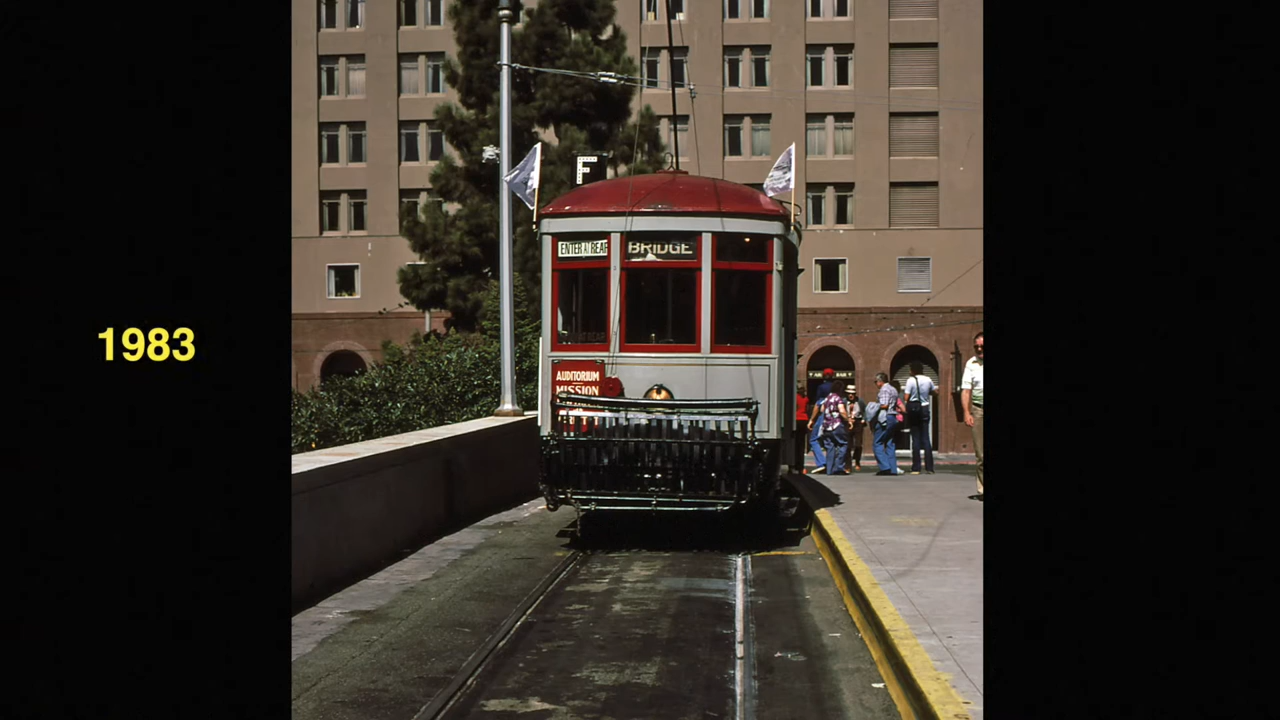 1983
F
ENTER AT REAR
BRIDGE
AUDITORIUM
MISSION